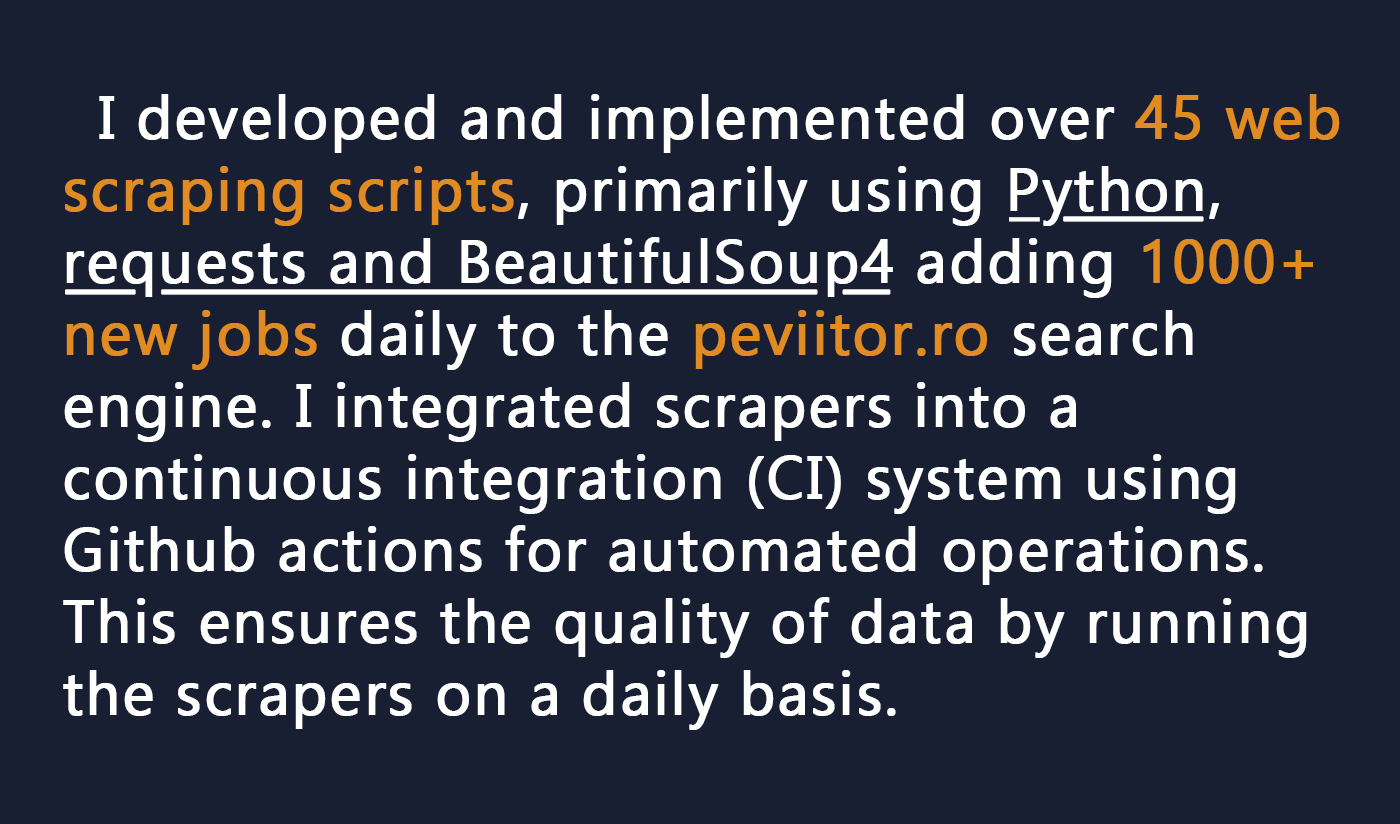 I developed and implemented over 45 web
scraping scripts, primarily using Python,
requests and BeautifulSoup4 adding 1000+
new jobs daily to the peviitor.ro search
engine. I integrated scrapers into a
continuous integration (CI) system using
Github actions for automated operations.
This ensures the quality of data by running
the scrapers on a daily basis.